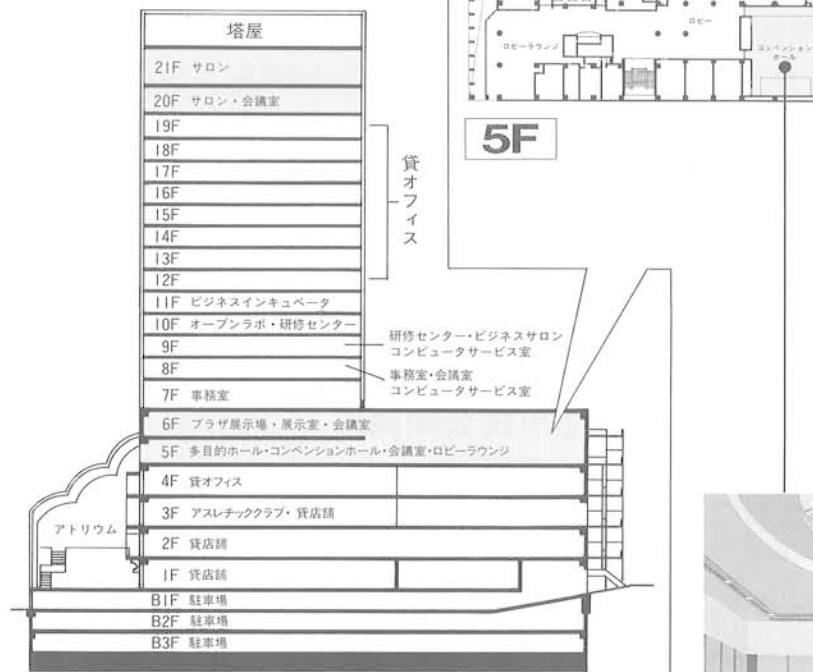 塔屋
21F サロン
20F サロン・会議室
19F
18F
17F
16F
15F
14F
13F
12F
貸オフィス
11F ビジネスインキュベータ
10F オープンラボ・研修センター
9F
研修センター・ビジネスサロン
コンピュータサービス室
8F
事務室・会議室
コンピュータサービス室
7F 事務室
6F プラザ展示場・展示室・会議室
5F 多目的ホール・コンベンションホール・会議室・ロビーラウンジ
4F 貸オフィス
3F アスレチッククラブ・貸店舗
2F 貸店舗
1F 貸店舗
アトリウム
B1F 駐車場
B2F 駐車場
B3F 駐車場
ロビー
ロビーラウンジ
コンベンション
ホール
5F